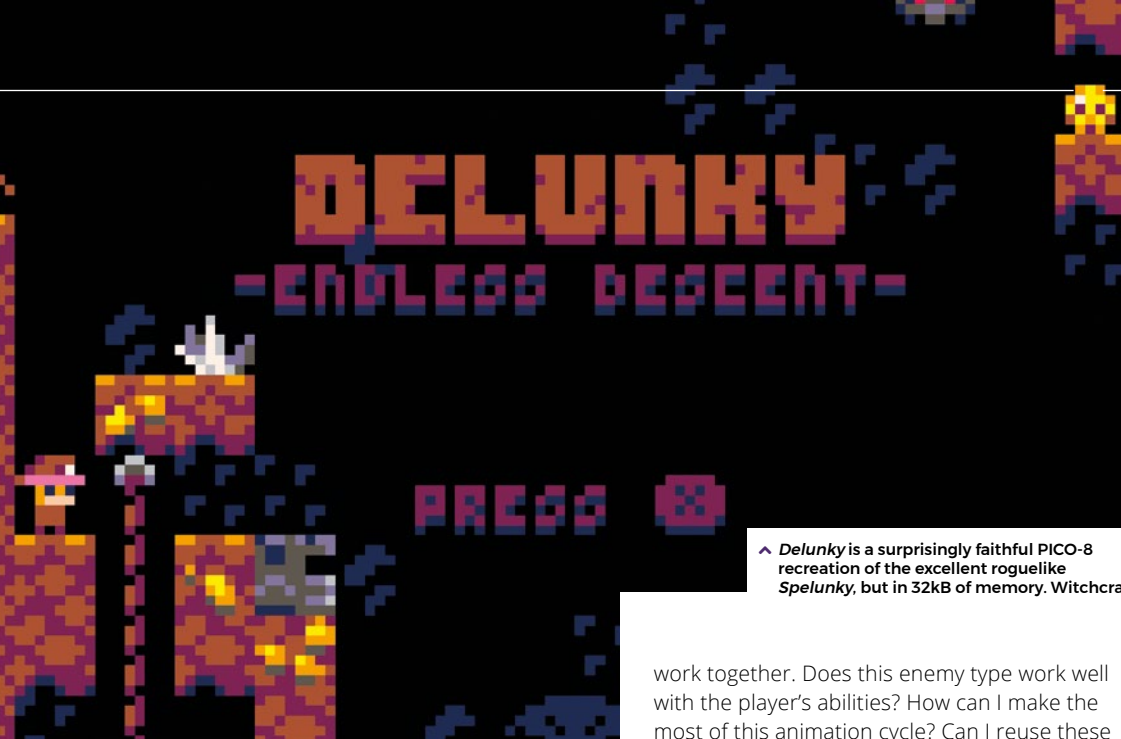 DELUNKY
-ENDLESS DESCENT-
PRESS
Delunky is a surprisingly faithful PICO-8
recreation of the excellent roguelike
Spelunky, but in 32kB of memory.
work together. Does this enemy type work well
with the player's abilities? How can I make the
most of this animation cycle? Can I reuse these